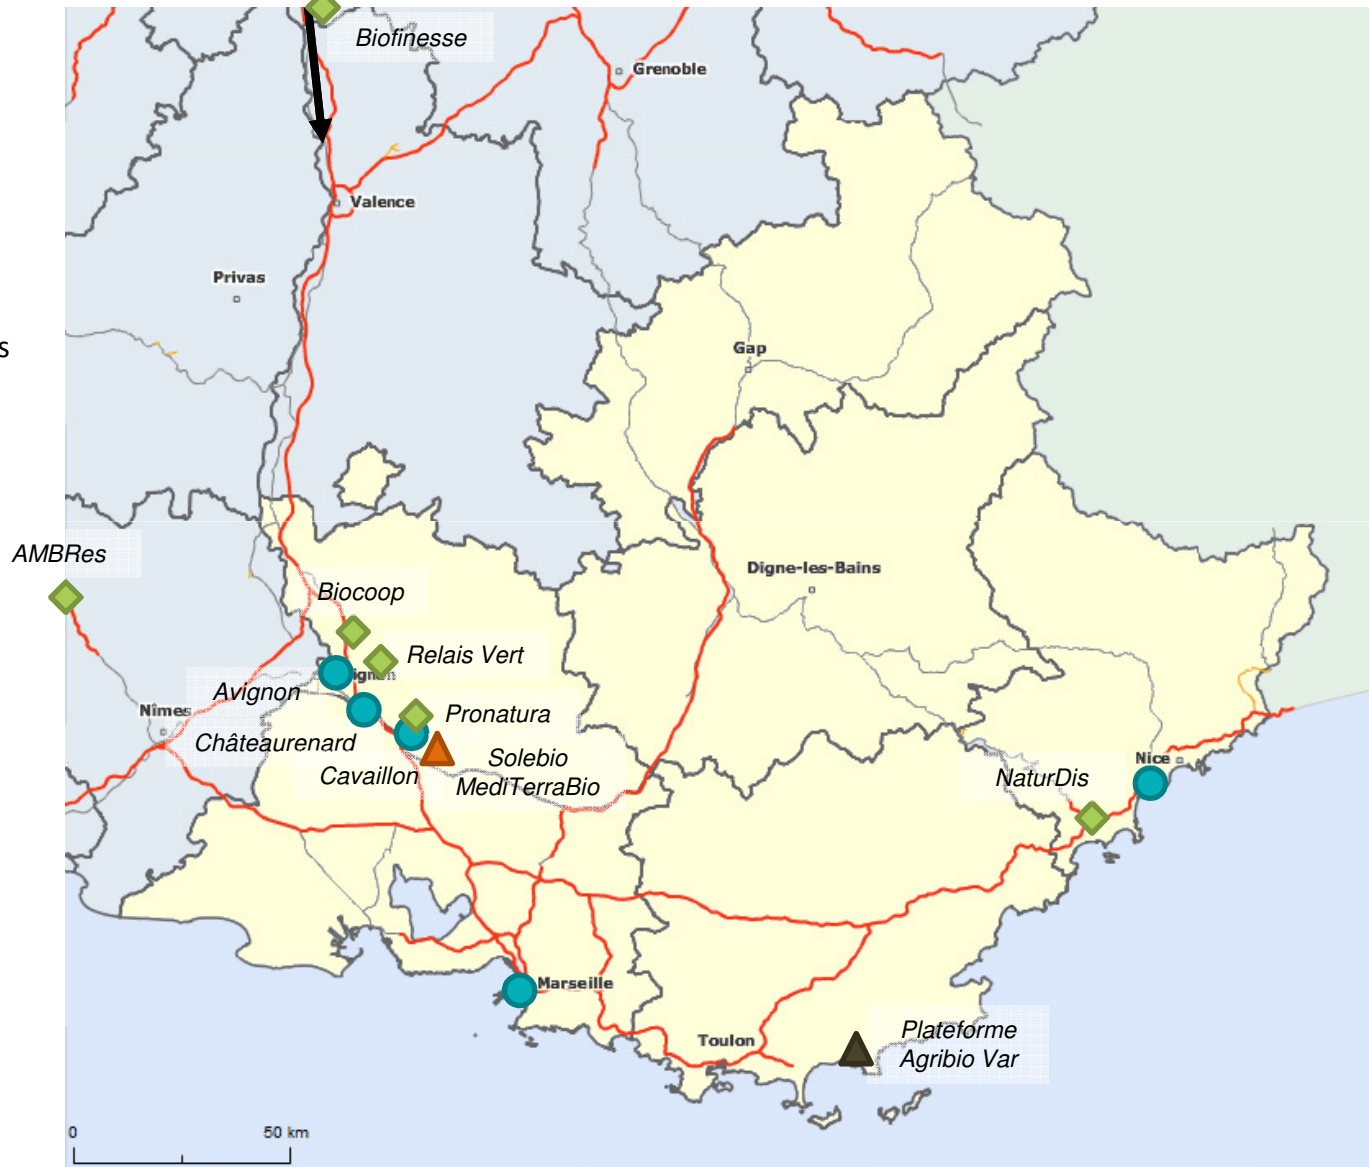 Biofinesse
Grenoble
Valence
Privas
s
Gap
AMBRes
Biocoop
Digne-les-Bains
Relais Vert
Avignon
Nîmes
Pronatura
Châteaurenard
Solebio
Cavaillon
MediTerraBio
Nice
NaturDis
Marseille
Toulon
Plateforme
Agribio Var
0 50 km